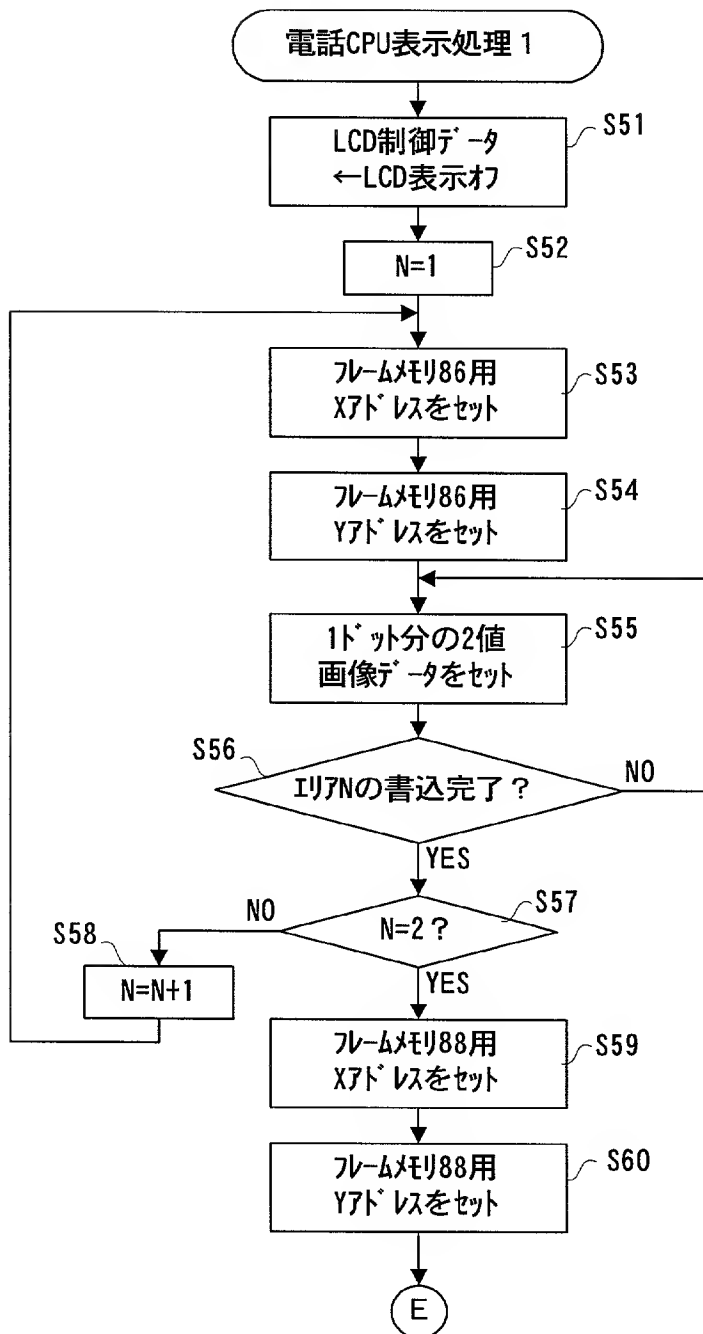 電話CPU表示処理1
S51
LCD制御ﾃﾞｰﾀ
←LCD表示ｵﾌ
S52
N=1
ﾌﾚｰﾑﾒﾓﾘ86用
Xｱﾄﾞﾚｽをｾｯﾄ
S53
ﾌﾚｰﾑﾒﾓﾘ86用
Yｱﾄﾞﾚｽをｾｯﾄ
S54
1ﾄﾞｯﾄ分の2値
画像ﾃﾞｰﾀをｾｯﾄ
S55
S56
ｴﾘｱNの書込完了？
NO
YES
S57
N=2？
NO
YES
S58
N=N+1
ﾌﾚｰﾑﾒﾓﾘ88用
Xｱﾄﾞﾚｽをｾｯﾄ
S59
ﾌﾚｰﾑﾒﾓﾘ88用
Yｱﾄﾞﾚｽをｾｯﾄ
S60
E